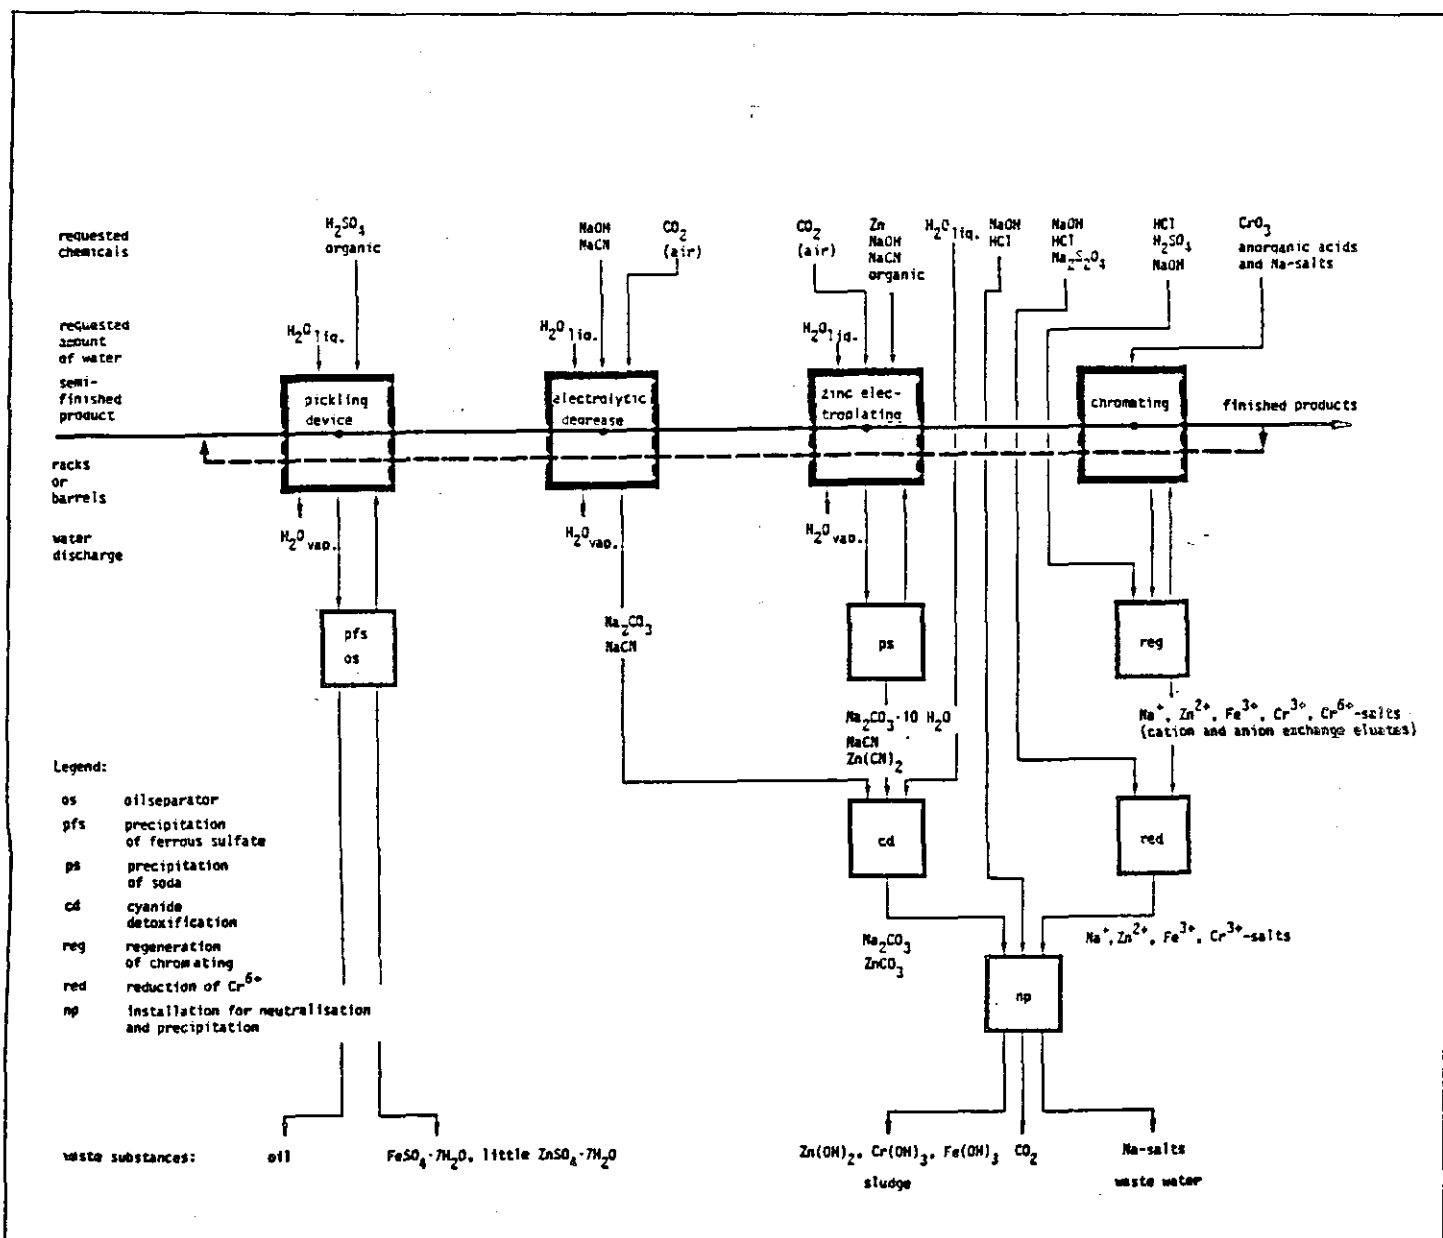 requested
chemicals
H₂SO₄
organic
NaOH
NaCN
CO₂
(air)
CO₂
(air)
Zn
NaOH
NaCN
organic
H₂O liq.
NaOH
HCl
NaOH
HCl
Na₂S₂O₄
HCl
H₂SO₄
NaOH
CrO₃
anorganic acids
and Na-salts
requested
amount
of water
H₂O liq.
H₂O liq.
H₂O liq.
semi-
finished
product
pickling
device
electrolytic
degrease
zinc elec-
troplating
chromating
finished products
racks
or
barrels
water
discharge
H₂O vap.
H₂O vap.
H₂O vap.
pfs
os
Na₂CO₃
NaCN
ps
reg
Na₂CO₃·10 H₂O
NaCN
Zn(CN)₂
Na⁺, Zn²⁺, Fe³⁺, Cr³⁺, Cr⁶⁺-salts
(cation and anion exchange eluates)
cd
red
Na₂CO₃
ZnCO₃
Na⁺, Zn²⁺, Fe³⁺, Cr³⁺-salts
np
Legend:
os oilseparator
pfs precipitation
of ferrous sulfate
ps precipitation
of soda
cd cyanide
detoxification
reg regeneration
of chromating
red reduction of Cr⁶⁺
np installation for neutralisation
and precipitation
waste substances:
oil
FeSO₄·7H₂O, little ZnSO₄·7H₂O
Zn(OH)₂, Cr(OH)₃, Fe(OH)₃
sludge
CO₂
Na-salts
waste water